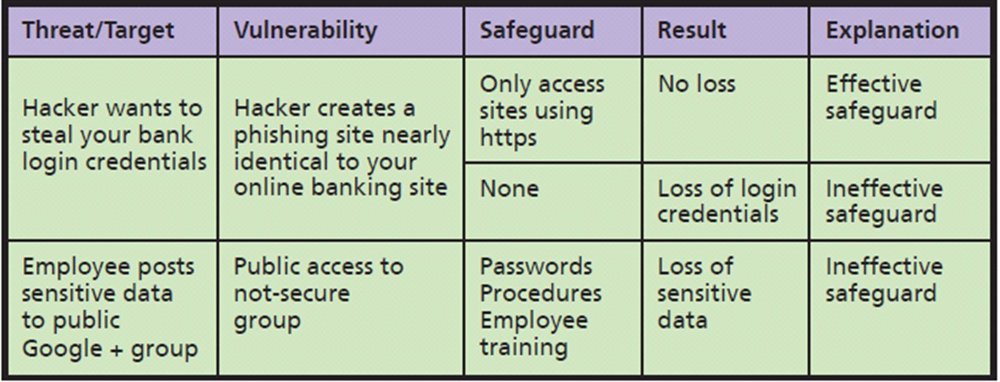 Threat/Target
Vulnerability
Safeguard
Result
Explanation
Hacker wants to
steal your bank
login credentials
Hacker creates a
phishing site nearly
identical to your
online banking site
Only access
sites using
https
No loss
Effective
safeguard
None
Loss of login
credentials
Ineffective
safeguard
Employee posts
sensitive data
to public
Google + group
Public access to
not-secure
group
Passwords
Procedures
Employee
training
Loss of
sensitive
data
Ineffective
safeguard